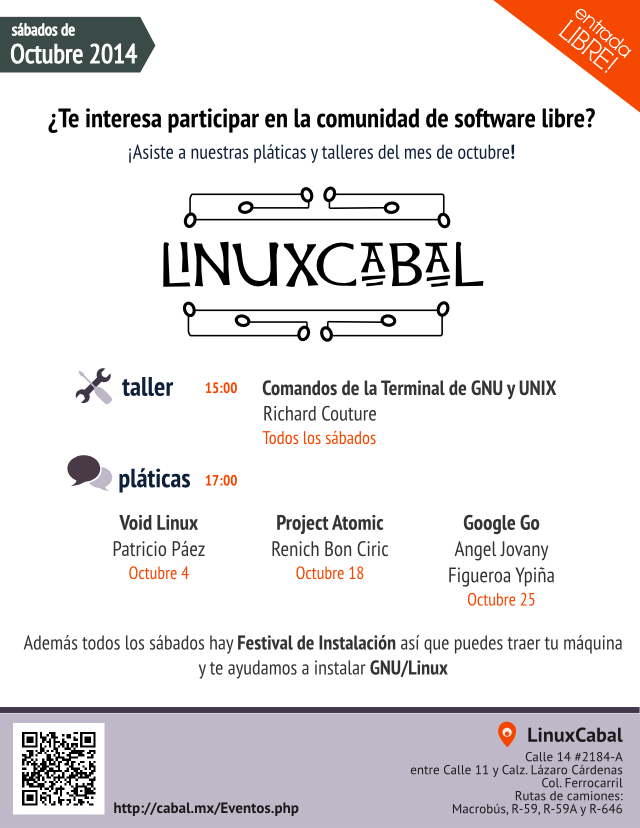 sábados de
Octubre 2014
entrada
LIBRE!
¿Te interesa participar en la comunidad de software libre?
¡Asiste a nuestras pláticas y talleres del mes de octubre!
LINUXCABAL
taller 15:00 Comandos de la Terminal de GNU y UNIX
Richard Couture
Todos los sábados
pláticas 17:00
Void Linux
Patricio Páez
Octubre 4
Project Atomic
Renich Bon Ciric
Octubre 18
Google Go
Angel Jovany
Figueroa Ypiña
Octubre 25
Además todos los sábados hay Festival de Instalación así que puedes traer tu máquina
y te ayudamos a instalar GNU/Linux
http://cabal.mx/Eventos.php
LinuxCabal
Calle 14 #2184-A
entre Calle 11 y Calz. Lázaro Cárdenas
Col. Ferrocarril
Rutas de camiones:
Macrobús, R-59, R-59A y R-646